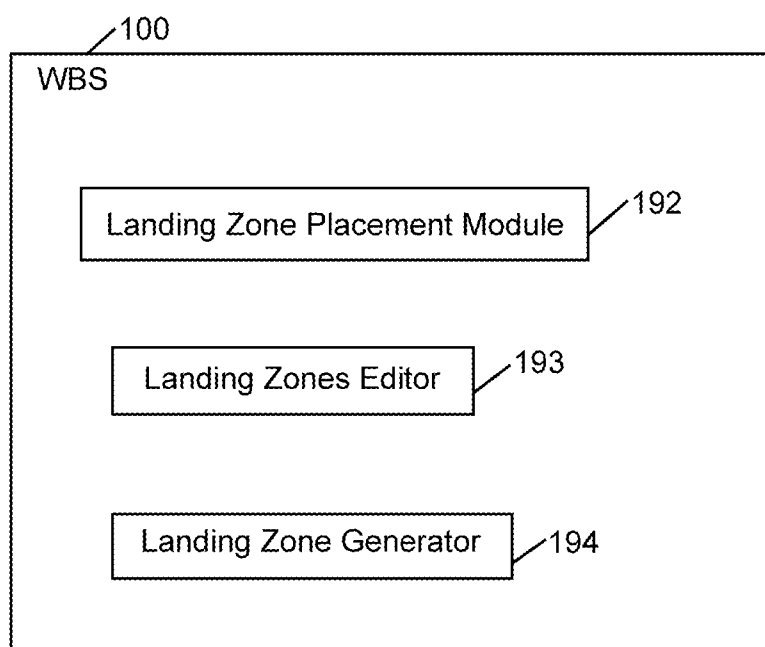 100
WBS
Landing Zone Placement Module
192
Landing Zones Editor
193
Landing Zone Generator
194